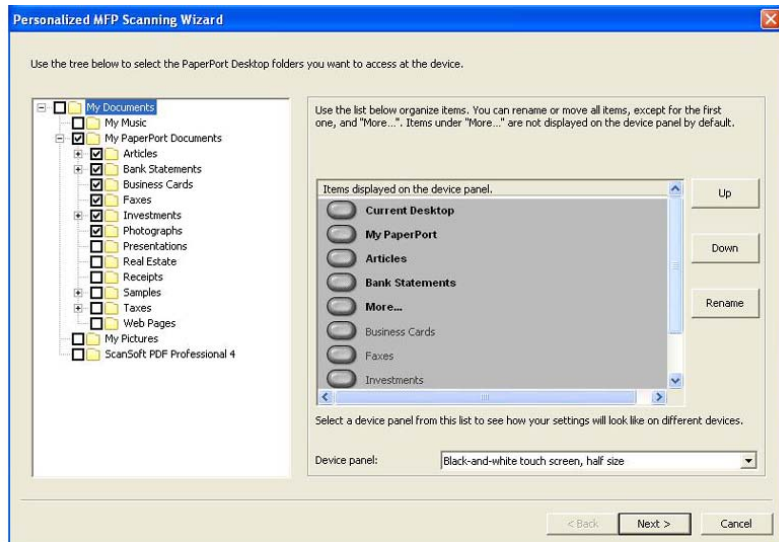 Personalized MFP Scanning Wizard
Use the tree below to select the PaperPort Desktop folders you want to access at the device.
My Documents
My Music
My PaperPort Documents
Articles
Bank Statements
Business Cards
Faxes
Investments
Photographs
Presentations
Real Estate
Receipts
Samples
Taxes
Web Pages
My Pictures
ScanSoft PDF Professional 4
Use the list below organize items. You can rename or move all items, except for the first
one, and "More...". Items under "More..." are not displayed on the device panel by default.
Items displayed on the device panel.
Current Desktop
My PaperPort
Articles
Bank Statements
More...
Business Cards
Faxes
Investments
Up
Down
Rename
Select a device panel from this list to see how your settings will look like on different devices.
Device panel: Black-and-white touch screen, half size
< Back Next > Cancel